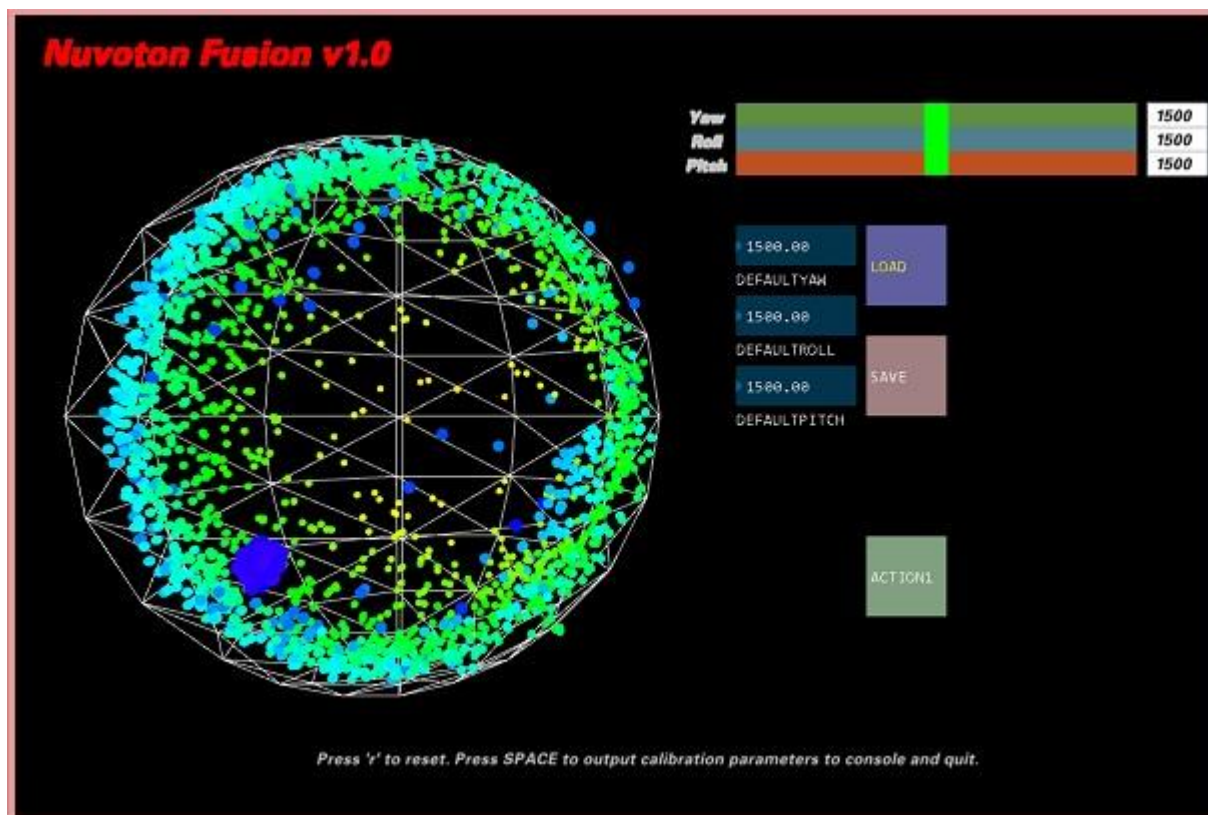 Nuvoton Fusion v1.0
Yaw 1500
Roll 1500
Pitch 1500
1500.00
DEFAULTYAW
LOAD
1500.00
DEFAULTROLL
SAVE
1500.00
DEFAULTPITCH
ACTION1
Press 'r' to reset. Press SPACE to output calibration parameters to console and quit.